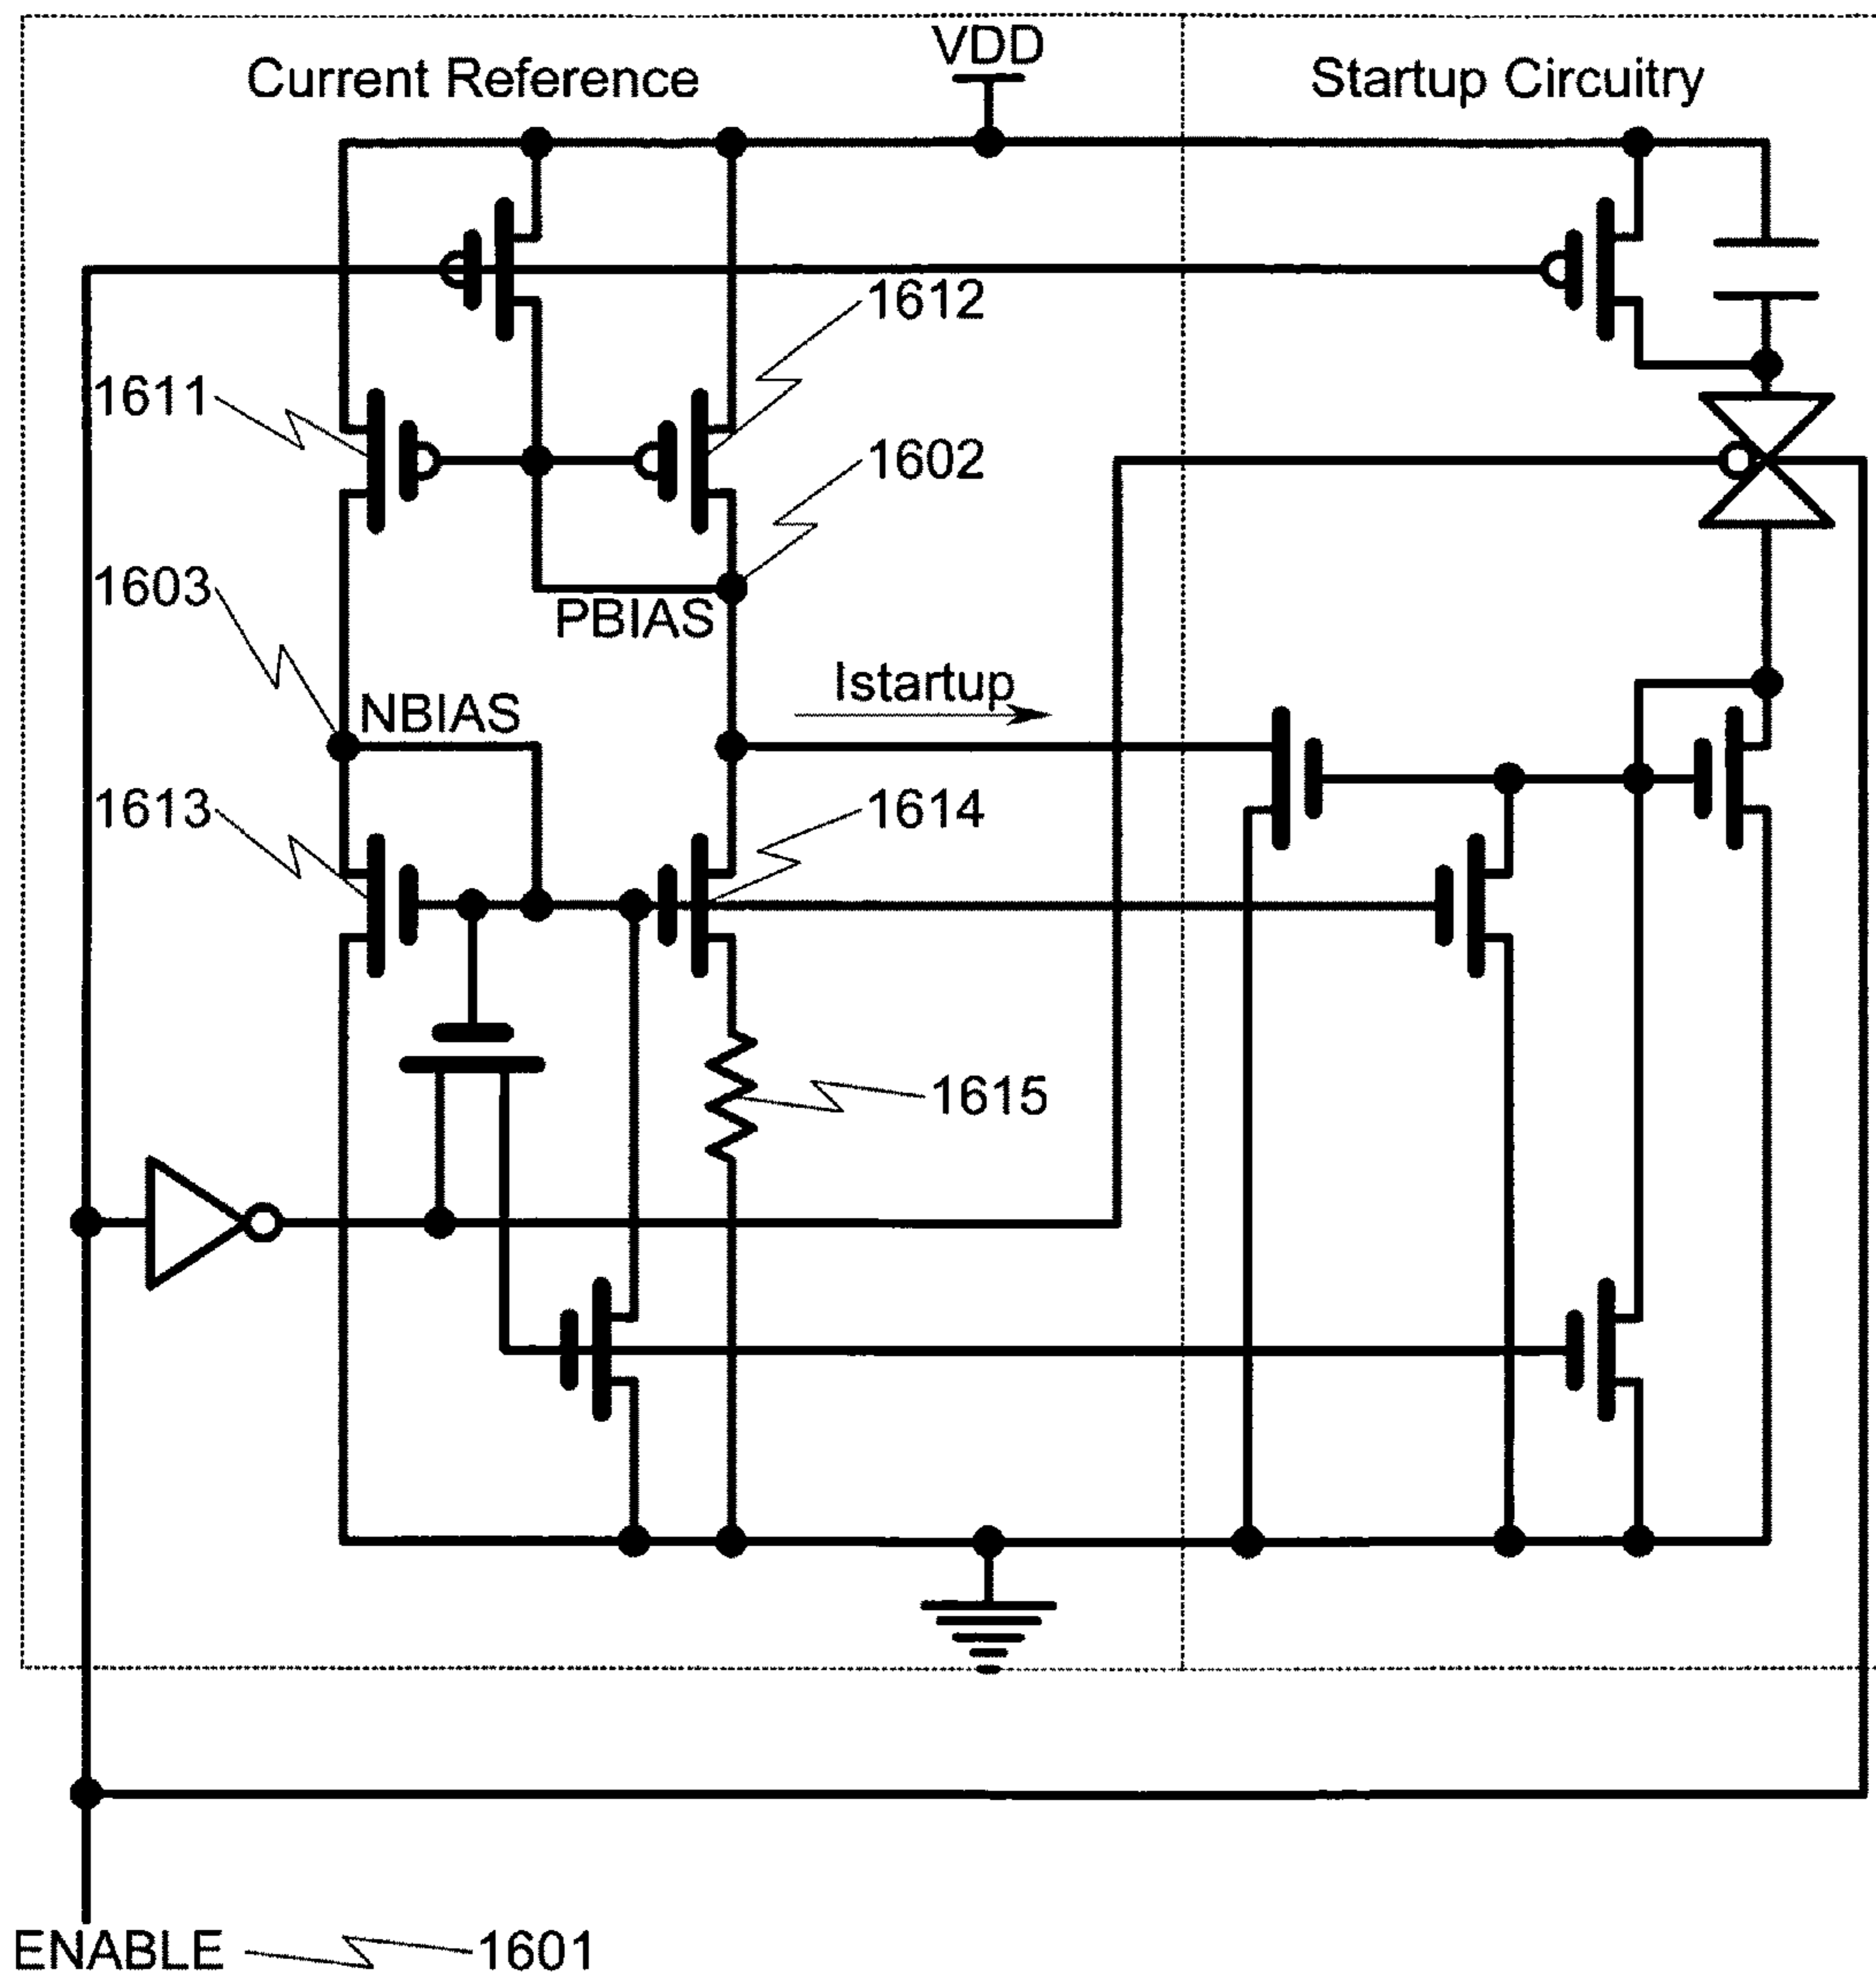 VDD
Current Reference
Startup Circuitry
1612
1611
1602
1603
PBIAS
Istartup
NBIAS
1613
1614
1615
ENABLE
1601